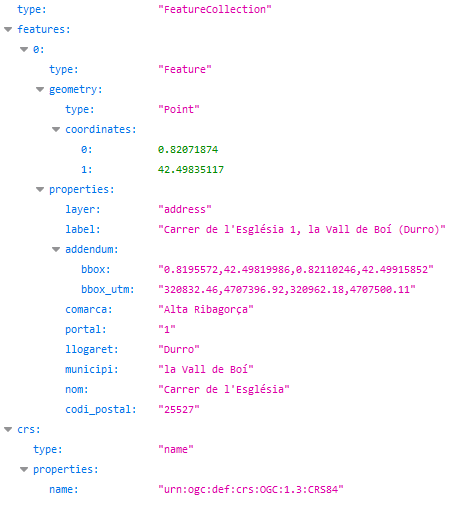 type: "FeatureCollection"
features:
0:
type: "Feature"
geometry:
type: "Point"
coordinates:
0: 0.82071874
1: 42.49835117
properties:
layer: "address"
label: "Carrer de l'Església 1, la Vall de Boí (Durro)"
addendum:
bbox: "0.8195572,42.49819986,0.82110246,42.49915852"
bbox_utm: "320832.46,4707396.92,320962.18,4707500.11"
comarca: "Alta Ribagorça"
portal: "1"
llogaret: "Durro"
municipi: "la Vall de Boí"
nom: "Carrer de l'Església"
codi_postal: "25527"
crs:
type: "name"
properties:
name: "urn:ogc:def:crs:OGC:1.3:CRS84"